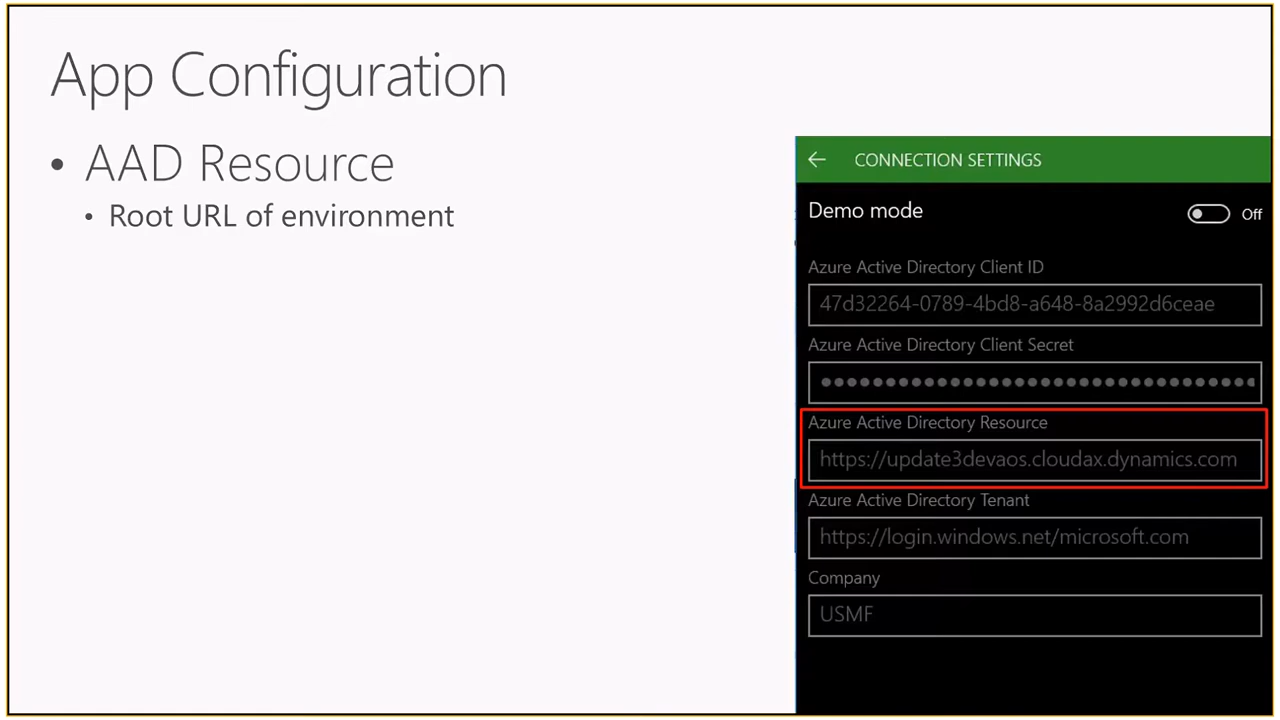 App Configuration
• AAD Resource
• Root URL of environment
CONNECTION SETTINGS
Demo mode
Off
Azure Active Directory Client ID
47d32264-0789-4bd8-a648-8a2992d6ceae
Azure Active Directory Client Secret
Azure Active Directory Resource
https://update3devaos.cloudax.dynamics.com
Azure Active Directory Tenant
https://login.windows.net/microsoft.com
Company
USMF